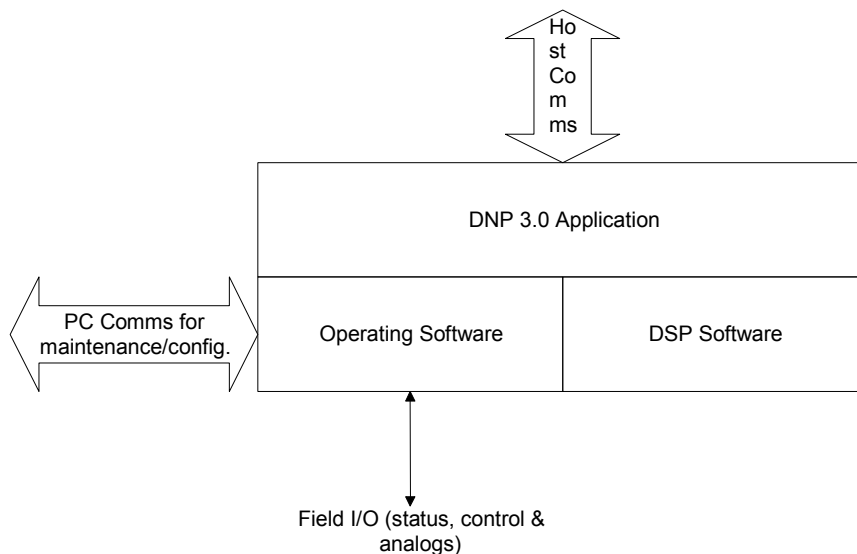 Ho
st
Co
m
ms
DNP 3.0 Application
PC Comms for
maintenance/config.
Operating Software
DSP Software
Field I/O (status, control &
analogs)